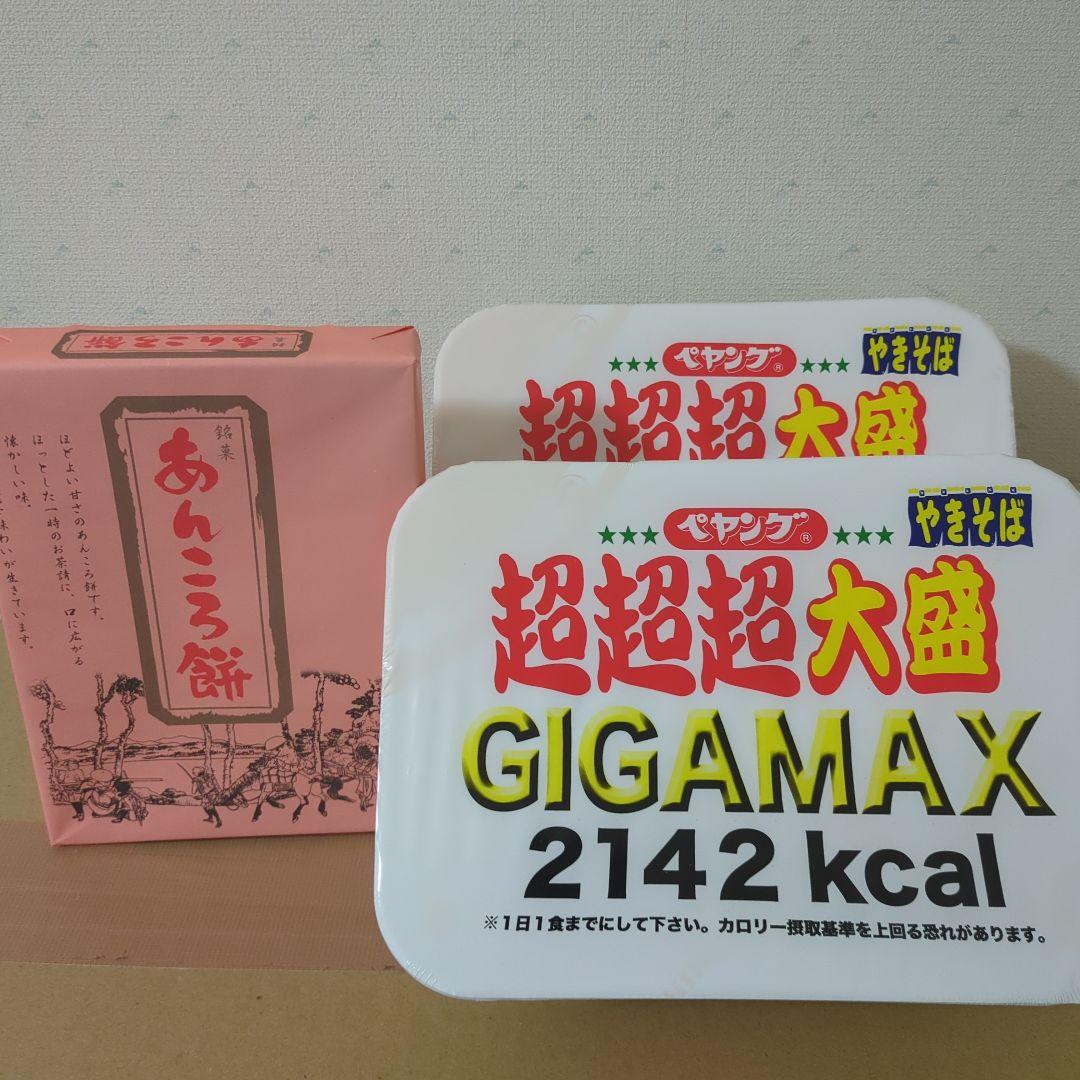 銘菓 あんころ餅
銘菓
あんころ餅
ほどよい甘さのあんころ餅です。
ほっとした一時のお茶請に、口に広がる
懐かしい味。
味わいが生きています。
★★★ ペヤング® ★★★
やきそば
超超超大盛
★★★ ペヤング® ★★★
やきそば
超超超大盛
GIGAMAX
2142 kcal
※1日1食までにして下さい。カロリー摂取基準を上回る恐れがあります。